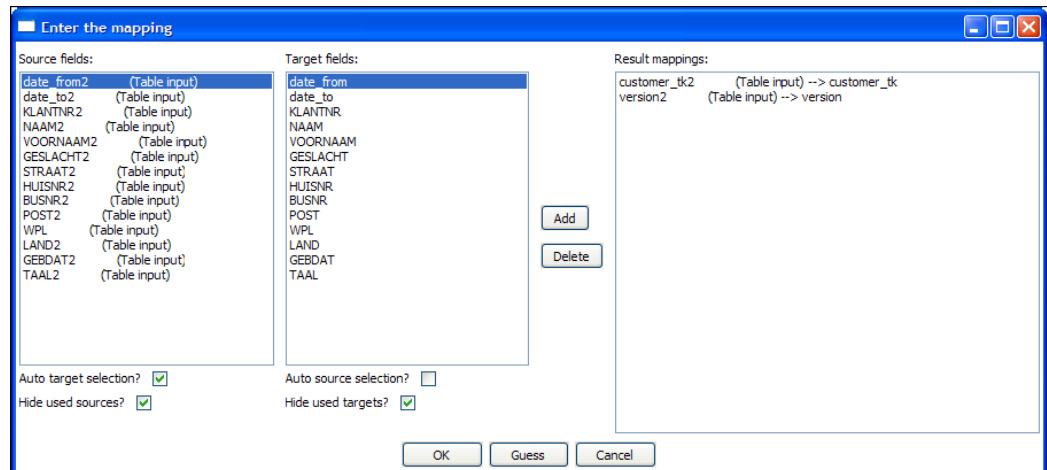 Enter the mapping
Source fields:
date_from2 (Table input)
date_to2 (Table input)
KLANTNR2 (Table input)
NAAM2 (Table input)
VOORNAAM2 (Table input)
GESLACHT2 (Table input)
STRAAT2 (Table input)
HUISNR2 (Table input)
BUSNR2 (Table input)
POST2 (Table input)
WPL (Table input)
LAND2 (Table input)
GEBDAT2 (Table input)
TAAL2 (Table input)
Auto target selection?
Hide used sources?
Target fields:
date_from
date_to
KLANTNR
NAAM
VOORNAAM
GESLACHT
STRAAT
HUISNR
BUSNR
POST
WPL
LAND
GEBDAT
TAAL
Auto source selection?
Hide used targets?
Add
Delete
Result mappings:
customer_tk2 (Table input) --> customer_tk
version2 (Table input) --> version
OK
Guess
Cancel